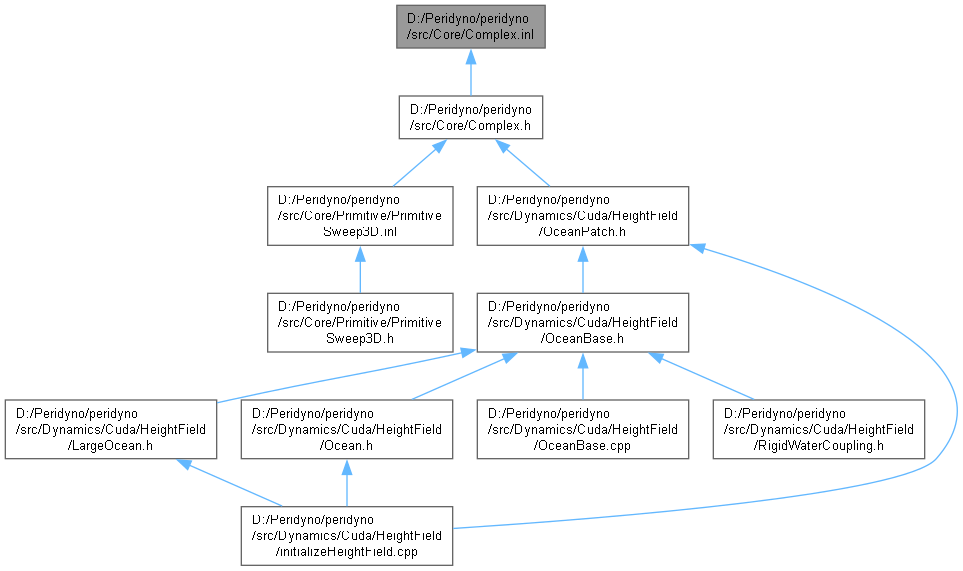 D:/Peridyno/peridyno
/src/Core/Complex.inl
D:/Peridyno/peridyno
/src/Core/Complex.h
D:/Peridyno/peridyno
/src/Core/Primitive/Primitive
Sweep3D.inl
D:/Peridyno/peridyno
/src/Dynamics/Cuda/HeightField
/OceanPatch.h
D:/Peridyno/peridyno
/src/Core/Primitive/Primitive
Sweep3D.h
D:/Peridyno/peridyno
/src/Dynamics/Cuda/HeightField
/OceanBase.h
D:/Peridyno/peridyno
/src/Dynamics/Cuda/HeightField
/LargeOcean.h
D:/Peridyno/peridyno
/src/Dynamics/Cuda/HeightField
/Ocean.h
D:/Peridyno/peridyno
/src/Dynamics/Cuda/HeightField
/OceanBase.cpp
D:/Peridyno/peridyno
/src/Dynamics/Cuda/HeightField
/RigidWaterCoupling.h
D:/Peridyno/peridyno
/src/Dynamics/Cuda/HeightField
/initializeHeightField.cpp